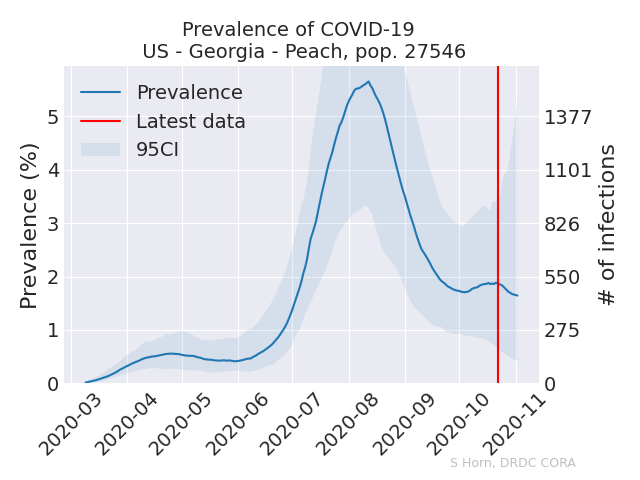 Prevalence of COVID-19
US - Georgia - Peach, pop. 27546
Prevalence
Latest data
95CI
Prevalence (%)
5
4
3
2
1
0
1377
1101
826
550
275
0
# of infections
2020-03
2020-04
2020-05
2020-06
2020-07
2020-08
2020-09
2020-10
2020-11
S Horn, DRDC CORA